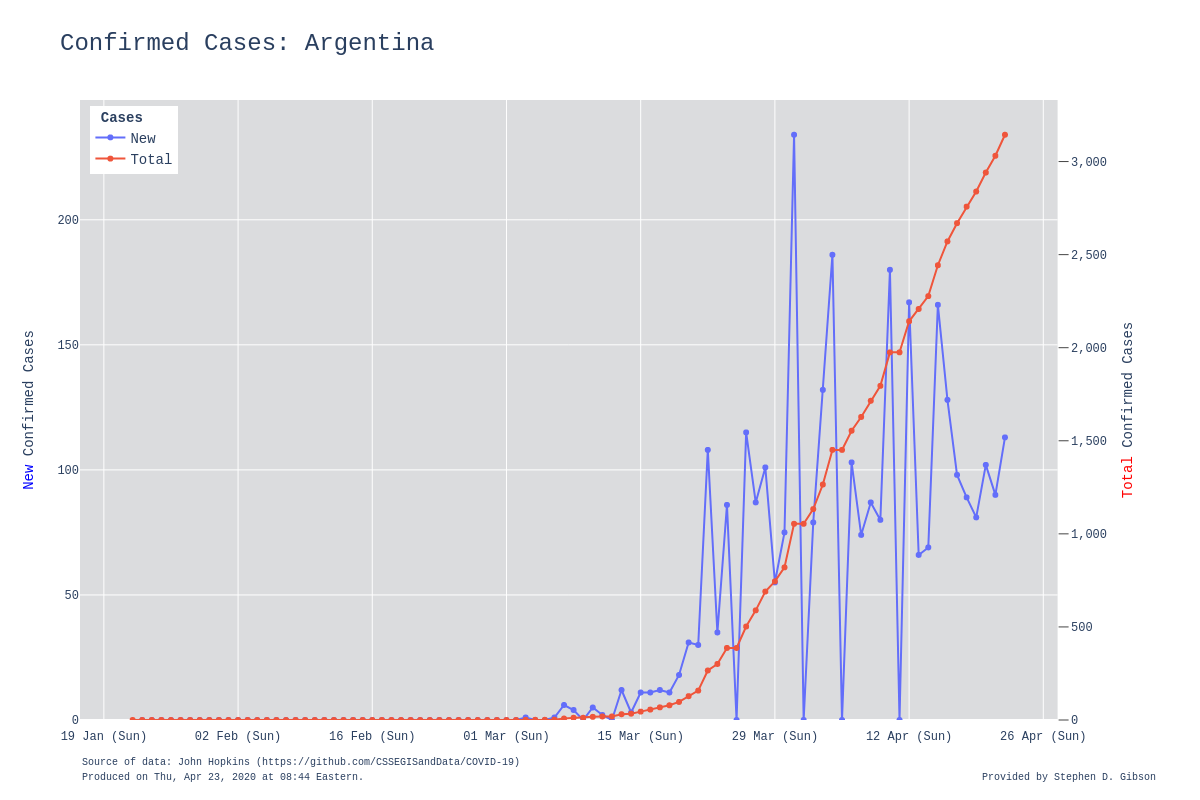 Confirmed Cases: Argentina
Cases
New
Total
200
150
100
50
0
3,000
2,500
2,000
1,500
1,000
500
0
New Confirmed Cases
Total Confirmed Cases
19 Jan (Sun) 02 Feb (Sun) 16 Feb (Sun) 01 Mar (Sun) 15 Mar (Sun) 29 Mar (Sun) 12 Apr (Sun) 26 Apr (Sun)
Source of data: John Hopkins (https://github.com/CSSEGISandData/COVID-19)
Produced on Thu, Apr 23, 2020 at 08:44 Eastern.
Provided by Stephen D. Gibson